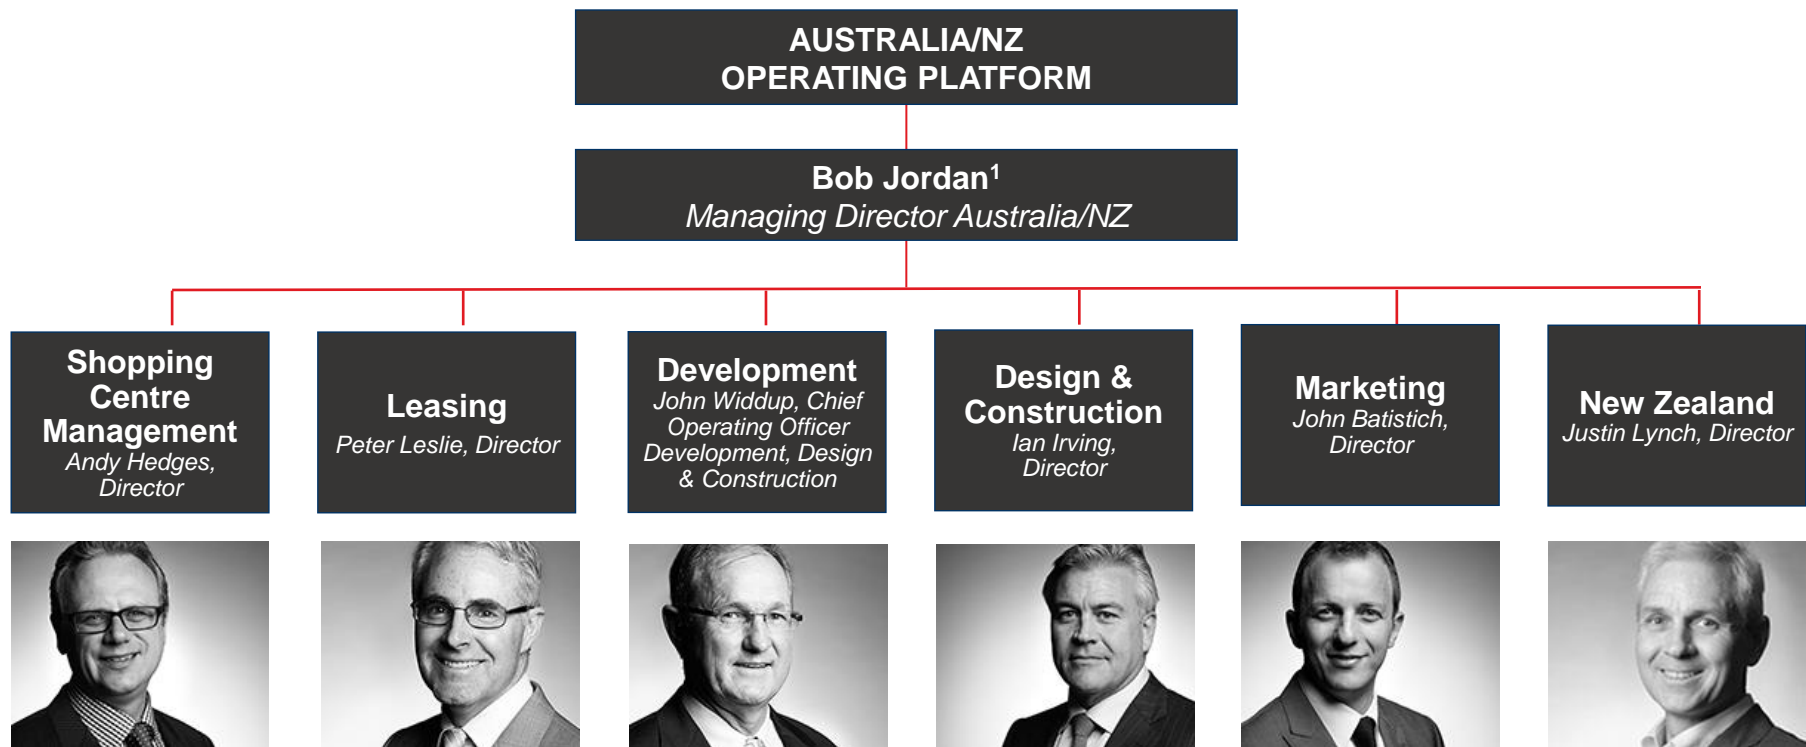 AUSTRALIA/NZ
OPERATING PLATFORM
Bob Jordan¹
Managing Director Australia/NZ
Shopping
Centre
Management
Andy Hedges,
Director
Leasing
Peter Leslie, Director
Development
John Widdup, Chief
Operating Officer
Development, Design
& Construction
Design &
Construction
Ian Irving,
Director
Marketing
John Batistich,
Director
New Zealand
Justin Lynch, Director